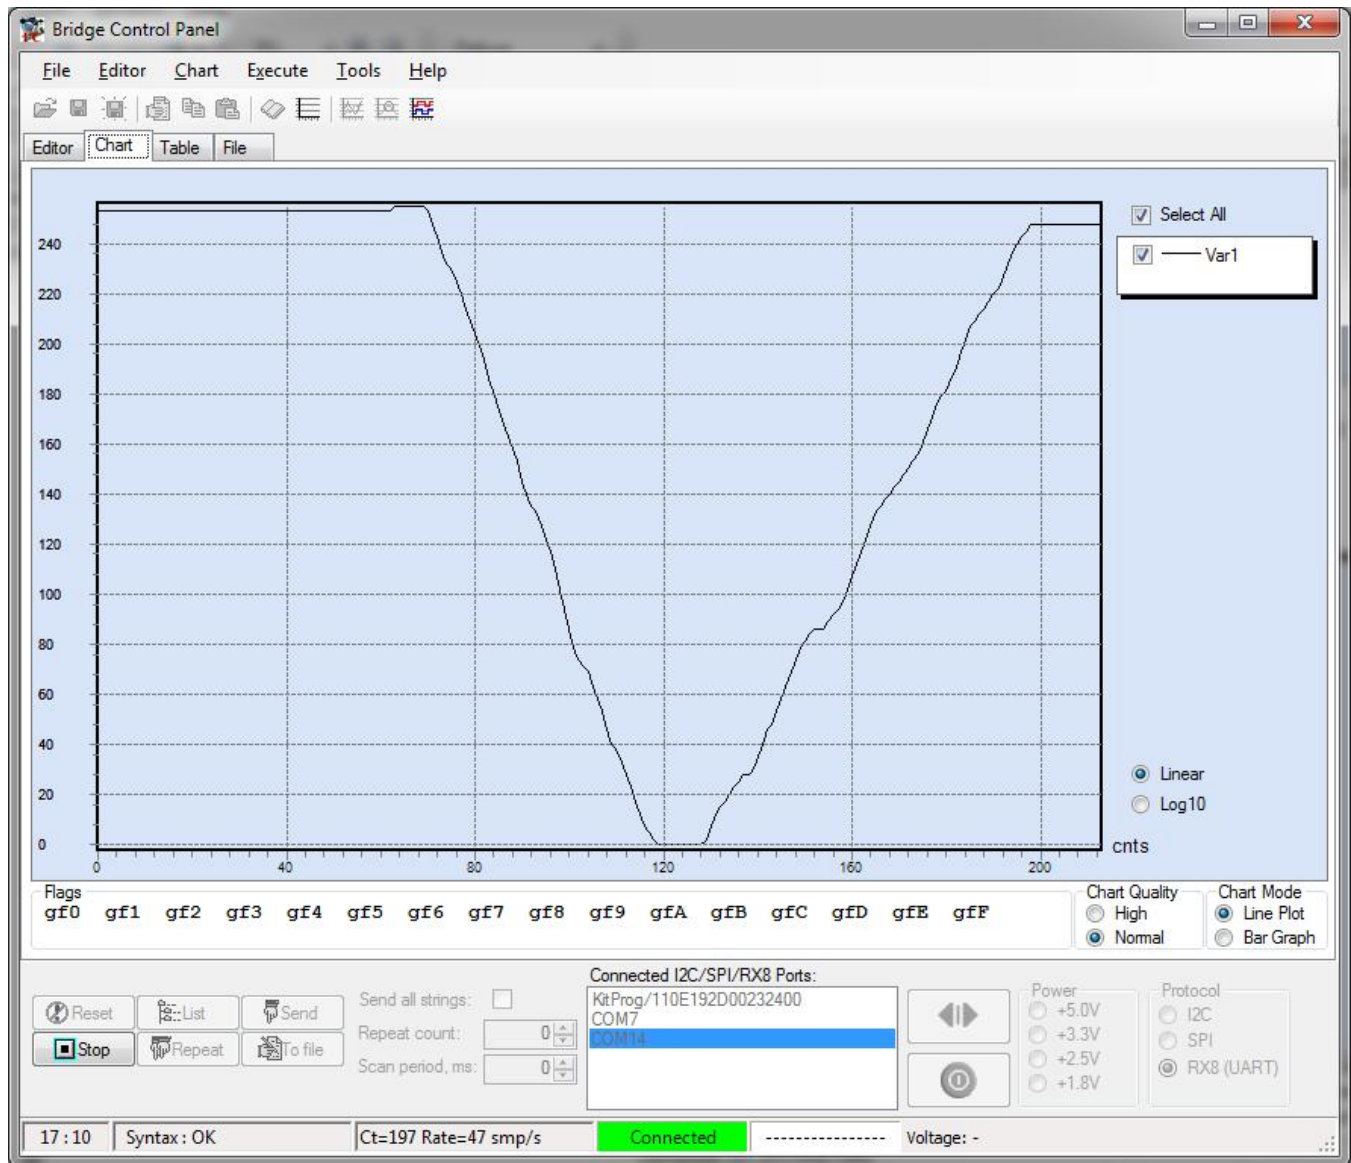 Bridge Control Panel
File Editor Chart Execute Tools Help
Editor Chart Table File
240
220
200
180
160
140
120
100
80
60
40
20
0
0 40 80 120 160 200
cnts
Select All
Var1
Linear
Log10
Flags
gf0 gf1 gf2 gf3 gf4 gf5 gf6 gf7 gf8 gf9 gfA gfB gfC gfD gfE gfF
Chart Quality
High
Normal
Chart Mode
Line Plot
Bar Graph
Reset List Send
Stop Repeat To file
Send all strings:
Repeat count: 0
Scan period, ms: 0
Connected I2C/SPI/RX8 Ports:
KitProg/110E192D00232400
COM7
COM14
Power
+5.0V
+3.3V
+2.5V
+1.8V
Protocol
I2C
SPI
RX8 (UART)
17:10 Syntax: OK Ct=197 Rate=47 smp/s Connected ---------------- Voltage: -